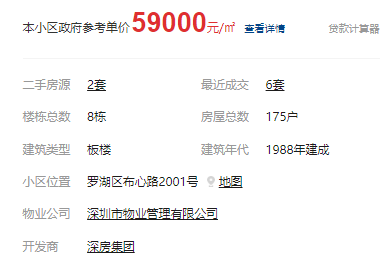 本小区政府参考单价59000元/㎡ 查看详情 贷款计算器
二手房源 2套 最近成交 6套
楼栋总数 8栋 房屋总数 175户
建筑类型 板楼 建筑年代 1988年建成
小区位置 罗湖区布心路2001号 地图
物业公司 深圳市物业管理有限公司
开发商 深房集团